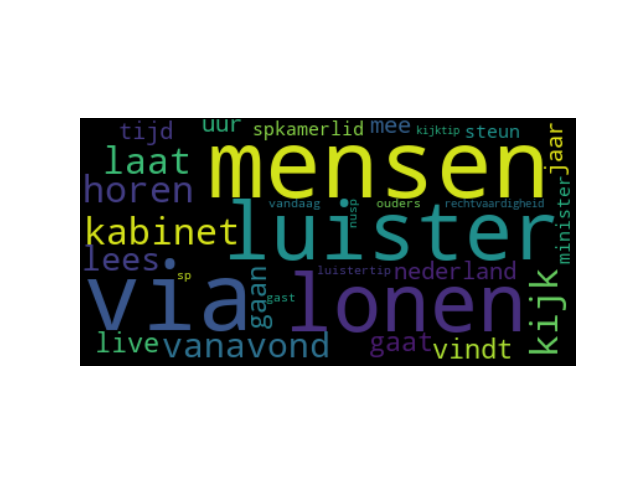 tijd uur spkamerlid mee kijktip steun jaar
laat mensen
horen vandaag nusp ouders rechtvaardigheid minister
kabinet luister
lees sp gaan gast luistertip nederland
via lonen kijk
live vanavond gaat vindt